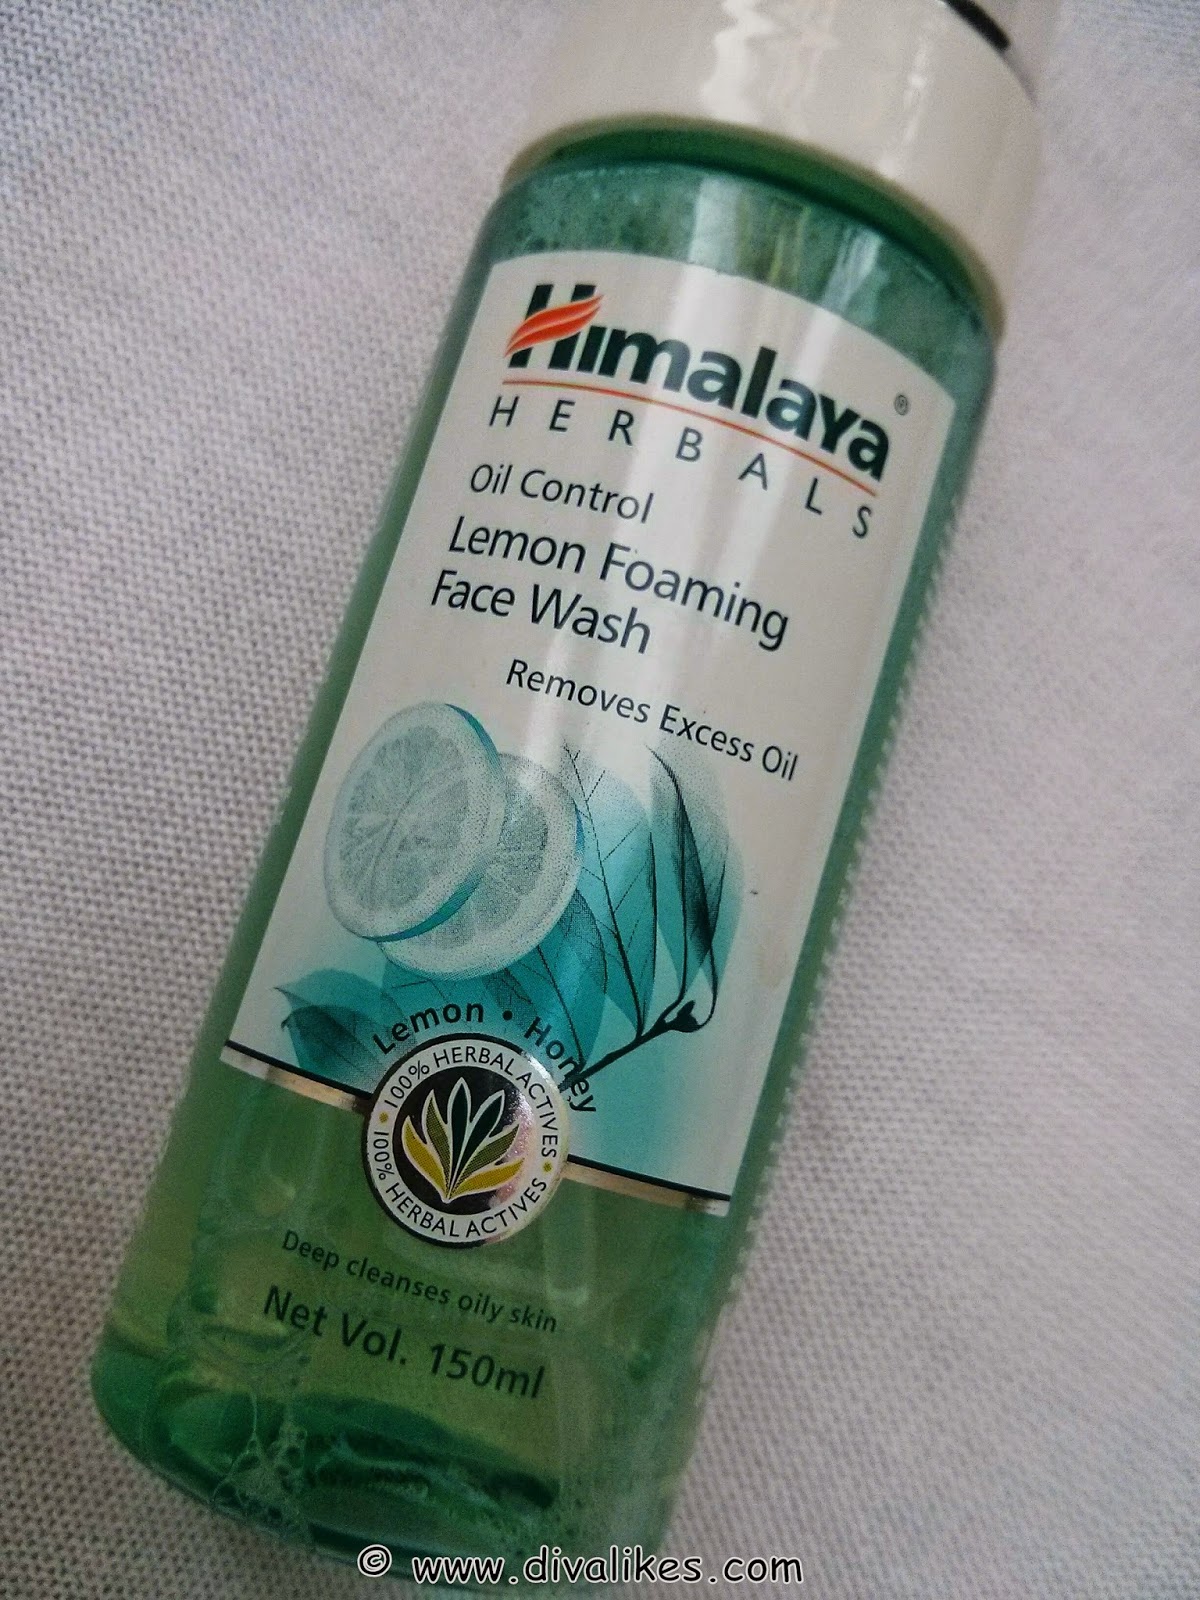 Himalaya®
HERBALS
Oil Control
Lemon Foaming
Face Wash
Removes Excess Oil
Lemon • Honey
100% HERBAL ACTIVES • 100% HERBAL ACTIVES •
Deep cleanses oily skin
Net Vol. 150ml
© www.divalikes.com